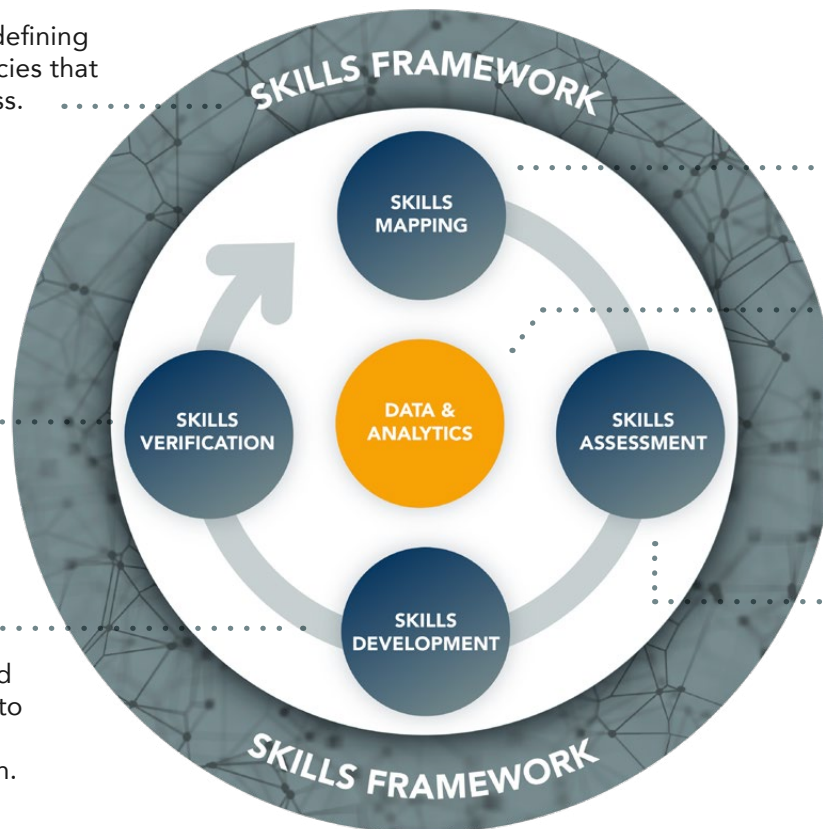 defining
cies that
ss.
SKILLS FRAMEWORK
SKILLS
MAPPING
SKILLS
VERIFICATION
DATA &
ANALYTICS
SKILLS
ASSESSMENT
SKILLS
DEVELOPMENT
d
to
n.
SKILLS FRAMEWORK